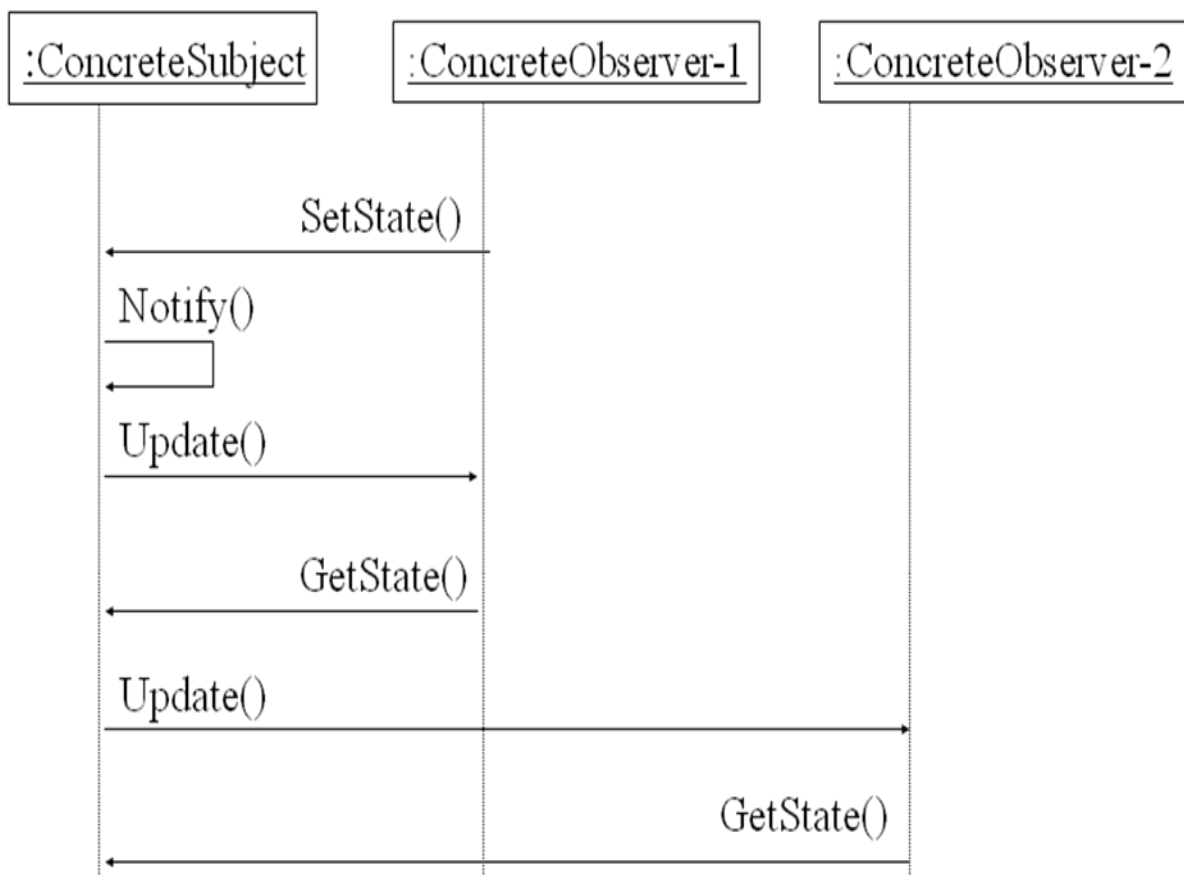 :ConcreteSubject
:ConcreteObserver-1
:ConcreteObserver-2
SetState()
Notify()
Update()
GetState()
Update()
GetState()